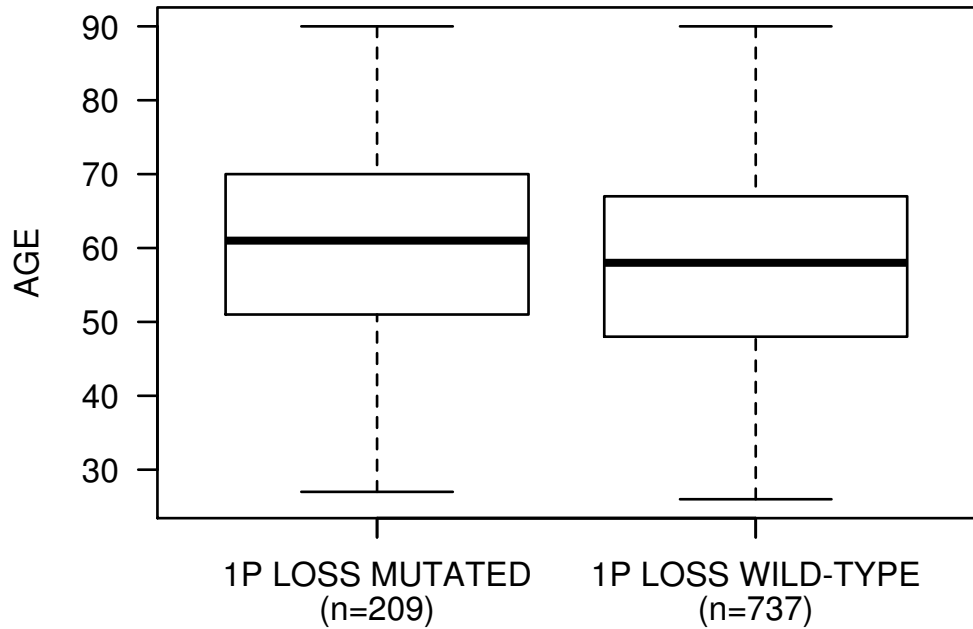 90
80
70
60
50
40
30
AGE
1P LOSS MUTATED
(n=209)
1P LOSS WILD-TYPE
(n=737)